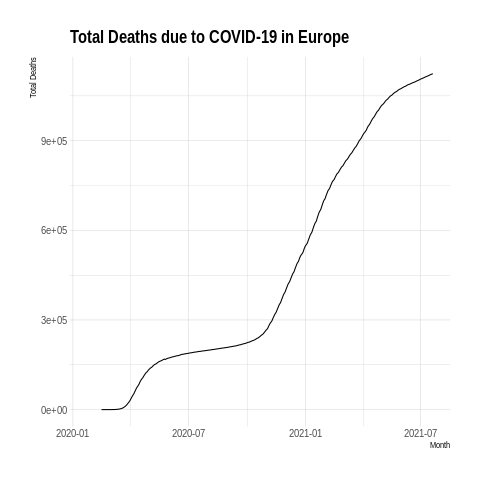 Total Deaths due to COVID-19 in Europe
Total Deaths
9e+05
6e+05
3e+05
0e+00
2020-01 2020-07 2021-01 2021-07
Month